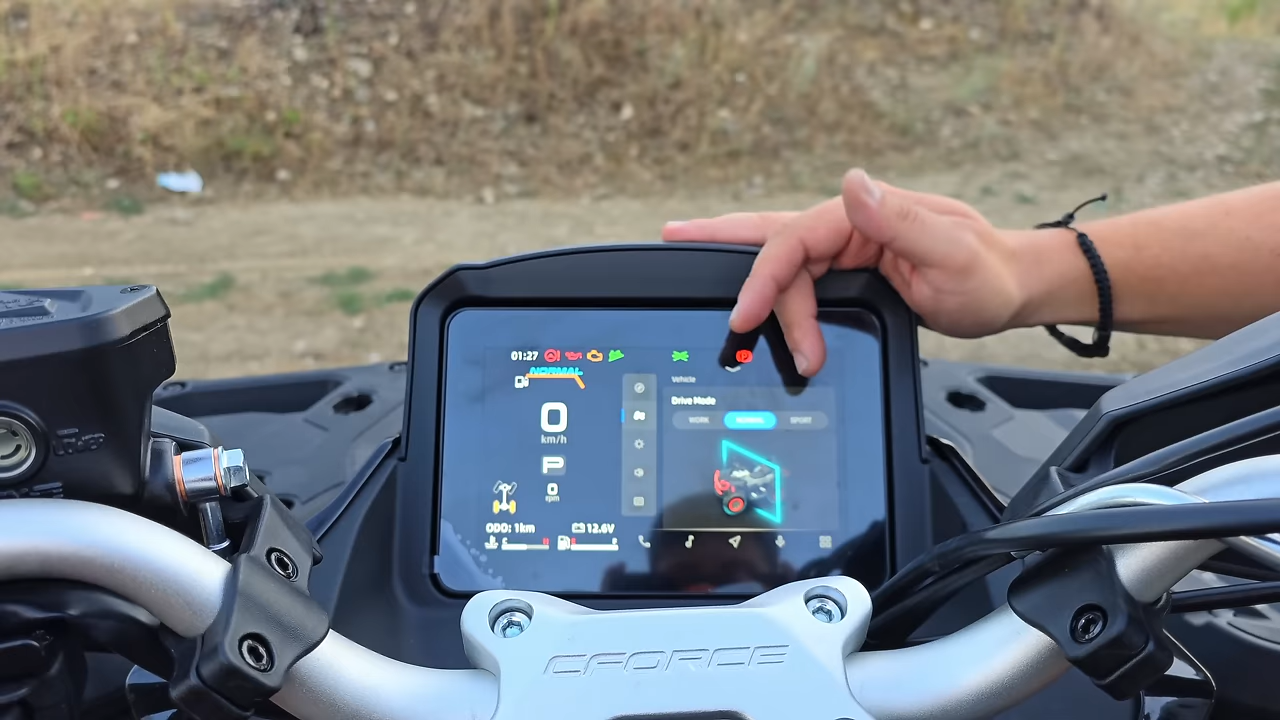 01:27
NORMAL
0
km/h
P
0
rpm
ODO: 1km
12.6V
Vehicle
Drive Mode
WORK NORMAL SPORT
CFORCE